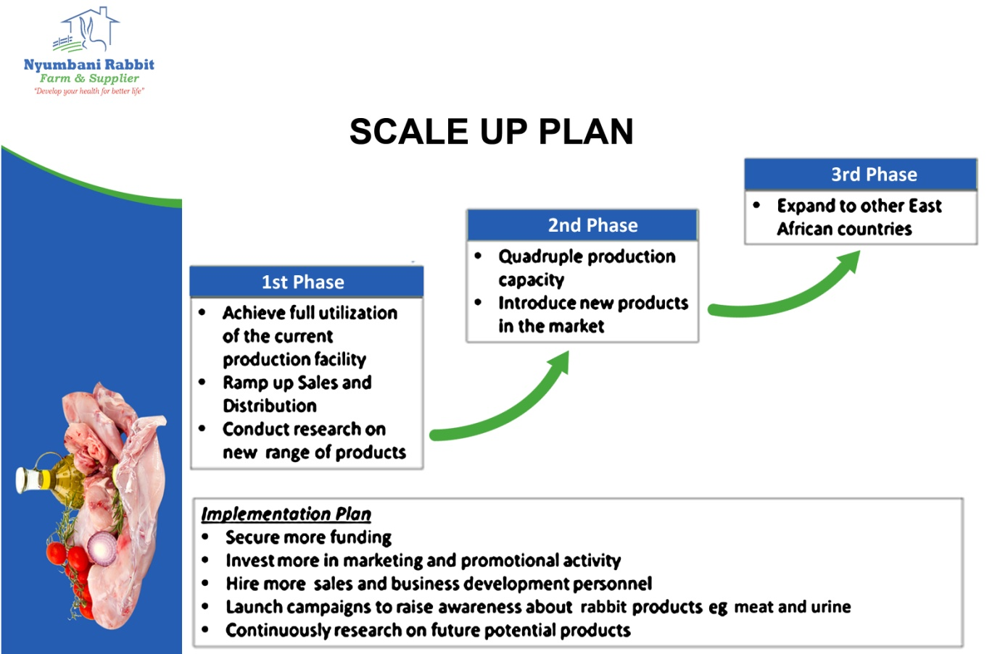 Nyumbani Rabbit
Farm & Supplier
"Develop your health for better life"
SCALE UP PLAN
1st Phase
• Achieve full utilization
of the current
production facility
• Ramp up Sales and
Distribution
• Conduct research on
new range of products
2nd Phase
• Quadruple production
capacity
• Introduce new products
in the market
3rd Phase
• Expand to other East
African countries
Implementation Plan
• Secure more funding
• Invest more in marketing and promotional activity
• Hire more sales and business development personnel
• Launch campaigns to raise awareness about rabbit products eg meat and urine
• Continuously research on future potential products